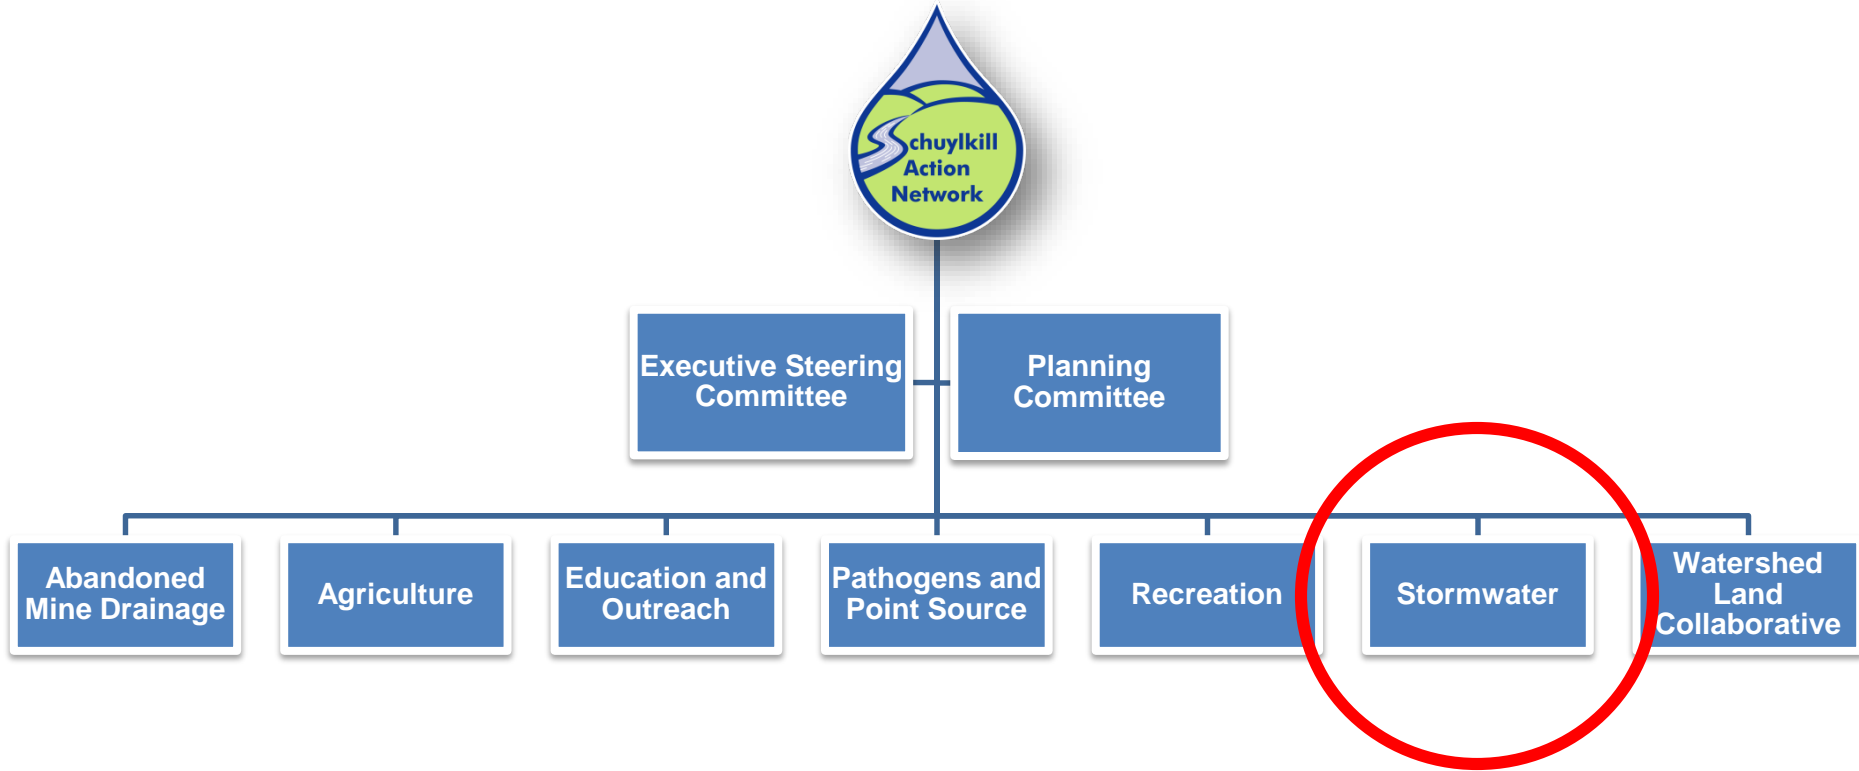 Schuylkill
Action
Network
Executive Steering
Committee
Planning
Committee
Abandoned
Mine Drainage
Agriculture
Education and
Outreach
Pathogens and
Point Source
Recreation
Stormwater
Watershed
Land
Collaborative